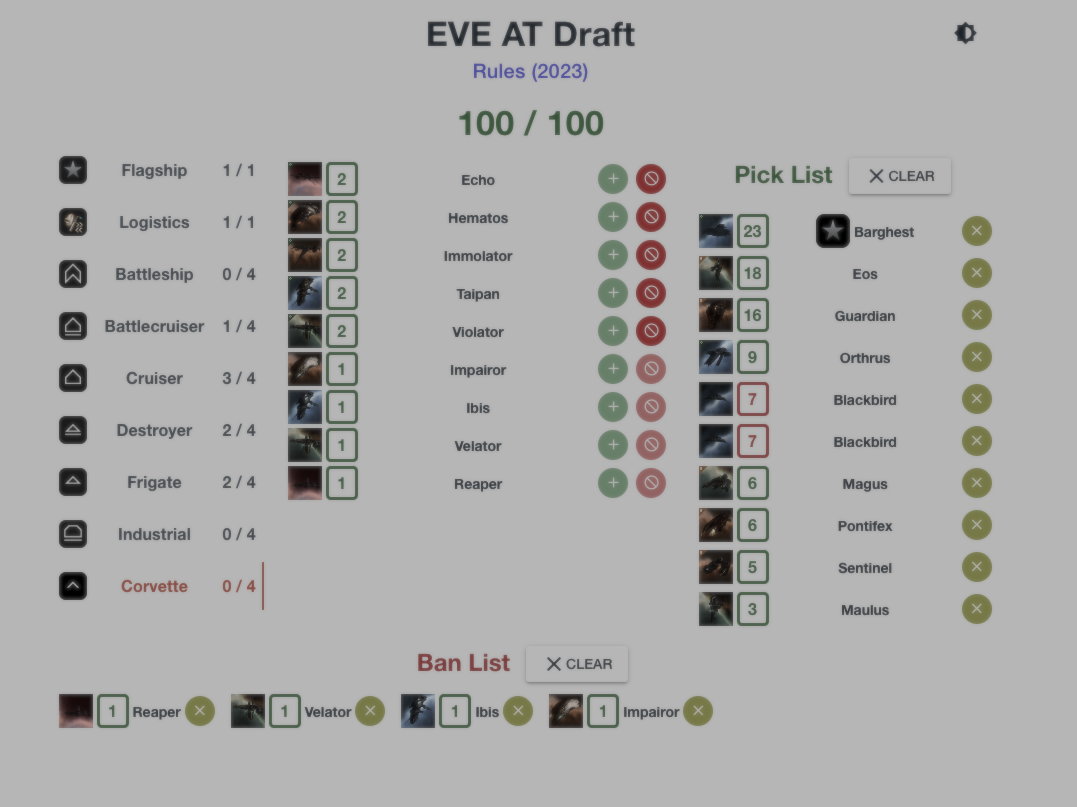 EVE AT Draft
Rules (2023)
100 / 100
Flagship 1 / 1
Logistics 1 / 1
Battleship 0 / 4
Battlecruiser 1 / 4
Cruiser 3 / 4
Destroyer 2 / 4
Frigate 2 / 4
Industrial 0 / 4
Corvette 0 / 4
2 Echo
2 Hematos
2 Immolator
2 Taipan
2 Violator
1 Impairor
1 Ibis
1 Velator
1 Reaper
Pick List CLEAR
23 Barghest
18 Eos
16 Guardian
9 Orthrus
7 Blackbird
7 Blackbird
6 Magus
6 Pontifex
5 Sentinel
3 Maulus
Ban List CLEAR
1 Reaper 1 Velator 1 Ibis 1 Impairor